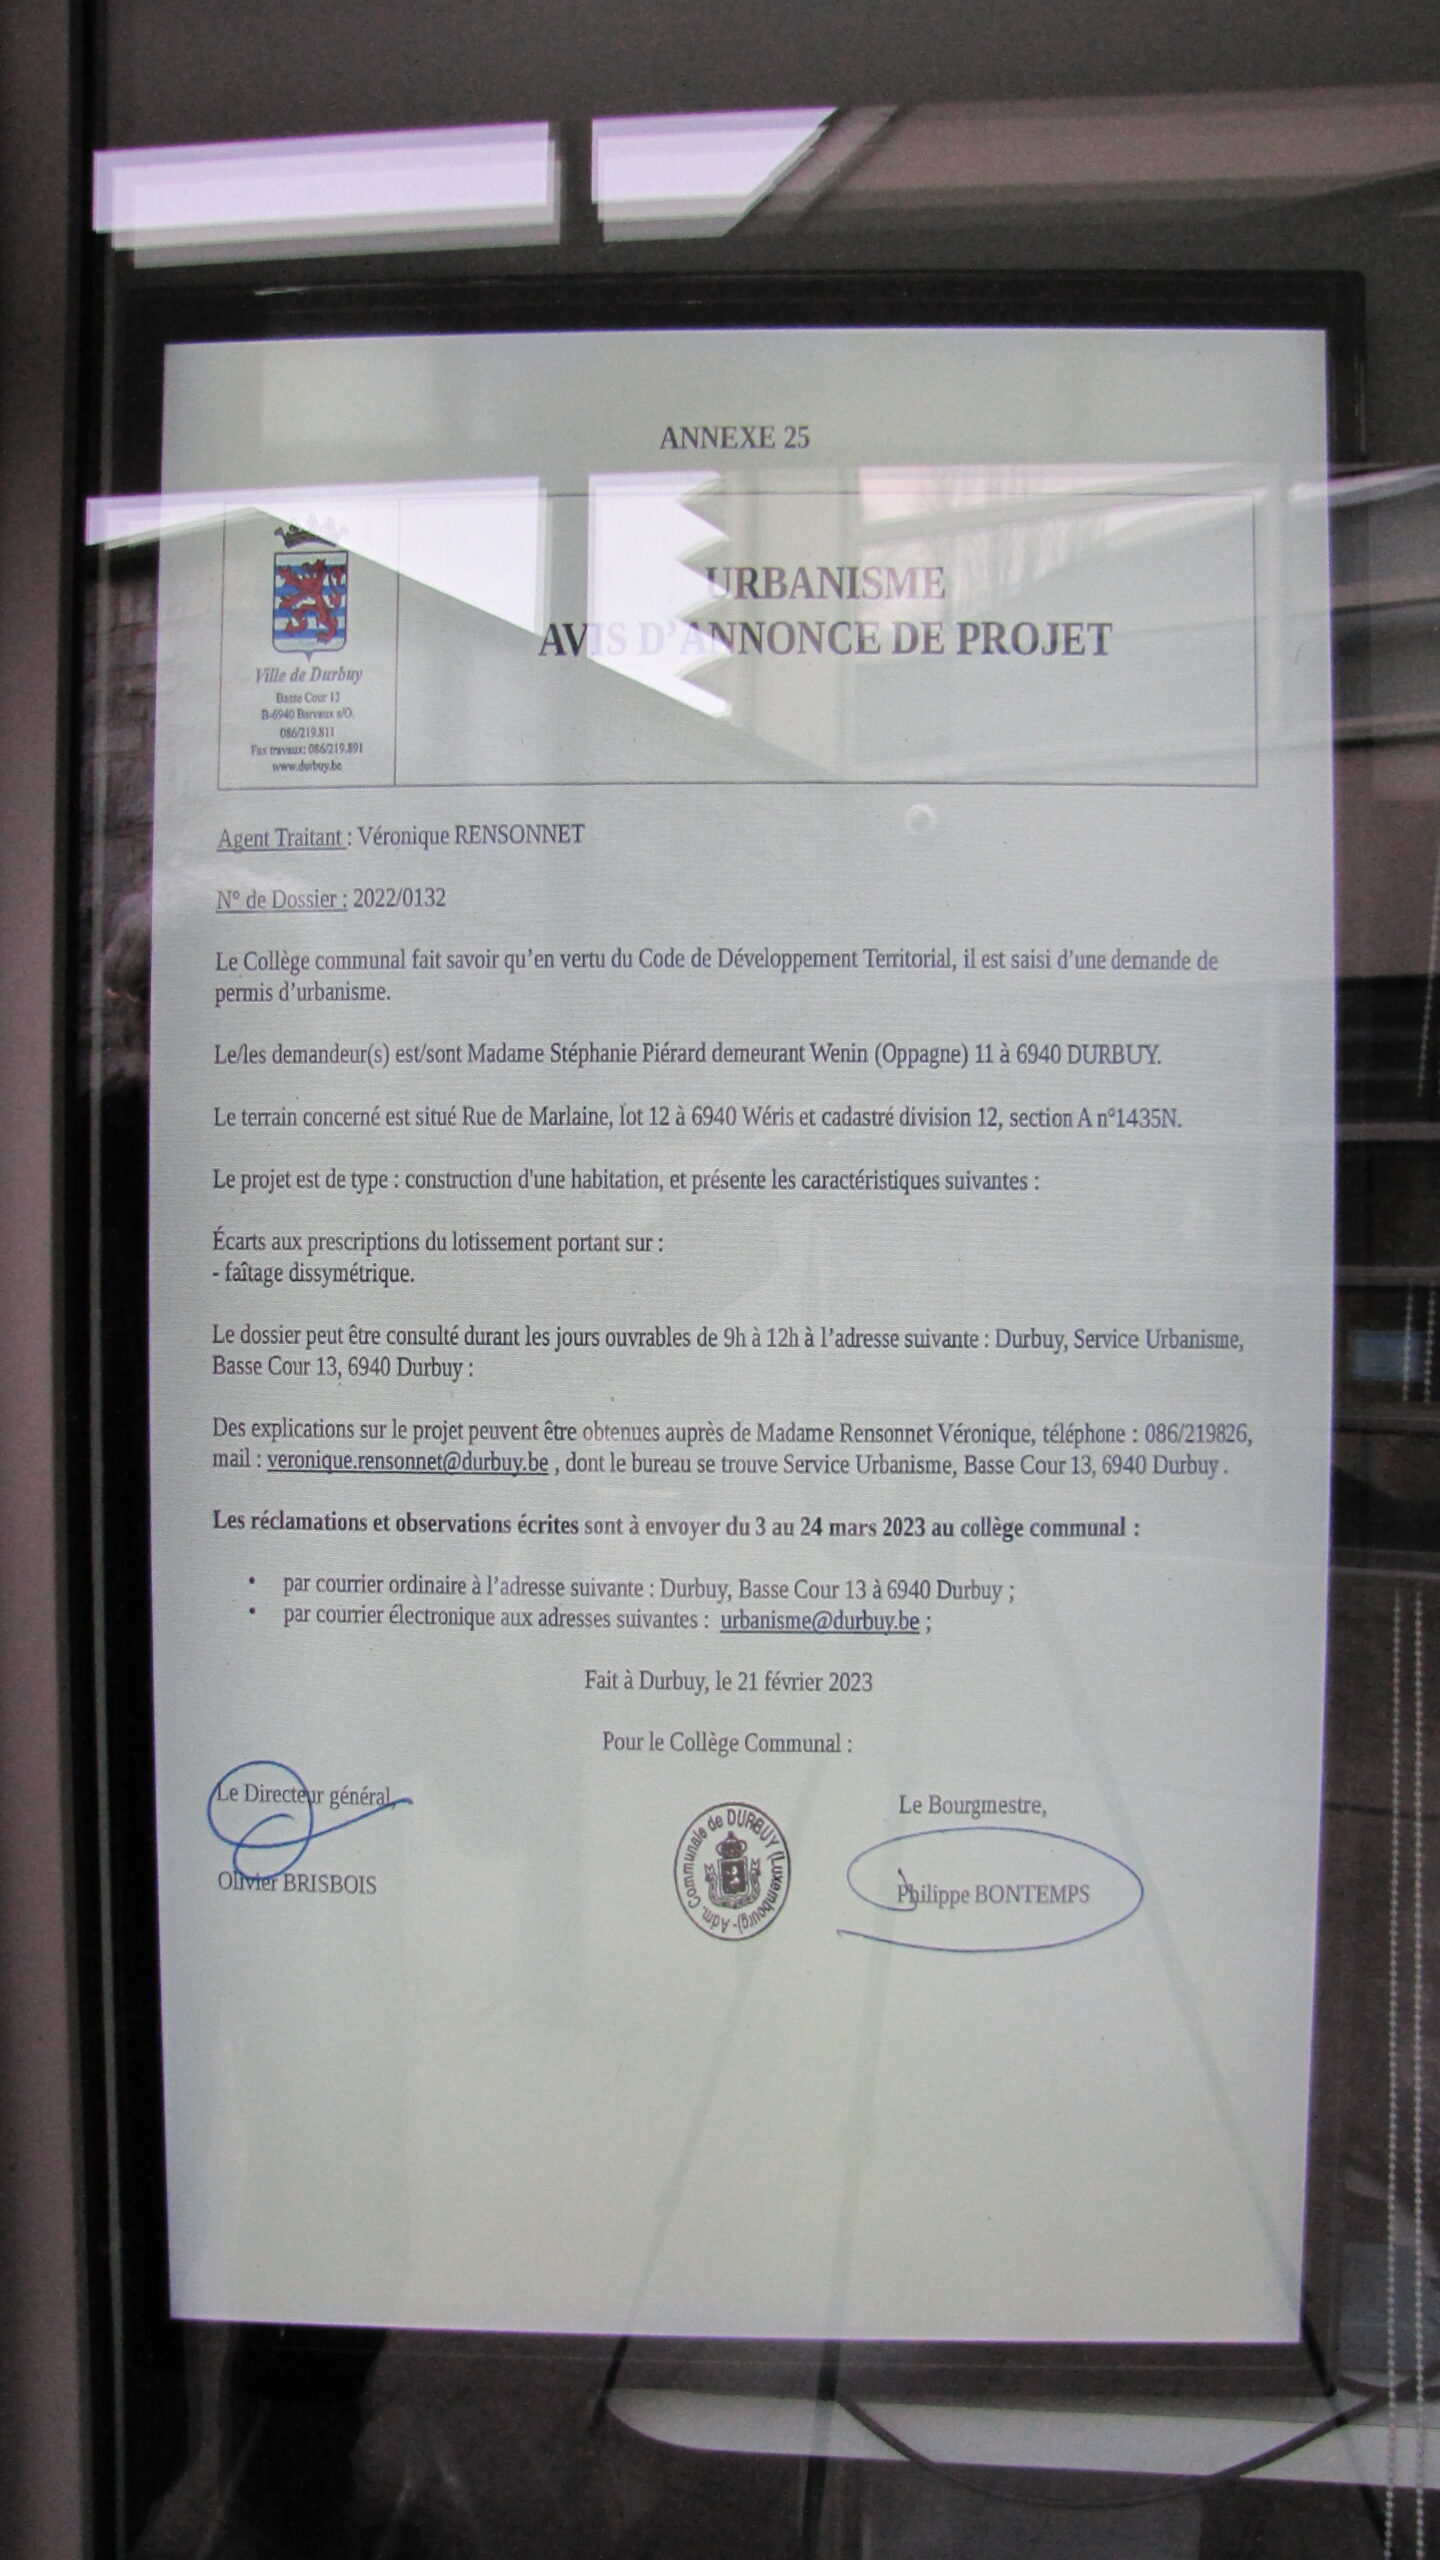 ANNEXE 25
URBANISME
AVIS D'ANNONCE DE PROJET
Ville de Durbuy
Basse Cour 13
B-6940 Barvaux s/O.
086/219.811
Fax travaux: 086/219.891
www.durbuy.be
Agent Traitant : Véronique RENSONNET
N° de Dossier : 2022/0132
Le Collège communal fait savoir qu'en vertu du Code de Développement Territorial, il est saisi d'une demande de
permis d'urbanisme.
Le/les demandeur(s) est/sont Madame Stéphanie Piérard demeurant Wenin (Oppagne) 11 à 6940 DURBUY.
Le terrain concerné est situé Rue de Marlaine, lot 12 à 6940 Wéris et cadastré division 12, section A n°1435N.
Le projet est de type : construction d'une habitation, et présente les caractéristiques suivantes :
Écarts aux prescriptions du lotissement portant sur :
- faîtage dissymétrique.
Le dossier peut être consulté durant les jours ouvrables de 9h à 12h à l'adresse suivante : Durbuy, Service Urbanisme,
Basse Cour 13, 6940 Durbuy :
Des explications sur le projet peuvent être obtenues auprès de Madame Rensonnet Véronique, téléphone : 086/219826,
mail : veronique.rensonnet@durbuy.be , dont le bureau se trouve Service Urbanisme, Basse Cour 13, 6940 Durbuy .
Les réclamations et observations écrites sont à envoyer du 3 au 24 mars 2023 au collège communal :
• par courrier ordinaire à l'adresse suivante : Durbuy, Basse Cour 13 à 6940 Durbuy ;
• par courrier électronique aux adresses suivantes : urbanisme@durbuy.be ;
Fait à Durbuy, le 21 février 2023
Pour le Collège Communal :
Le Directeur général,
Le Bourgmestre,
Olivier BRISBOIS
Adm. Communale de DURBUY (Luxembourg)
Philippe BONTEMPS